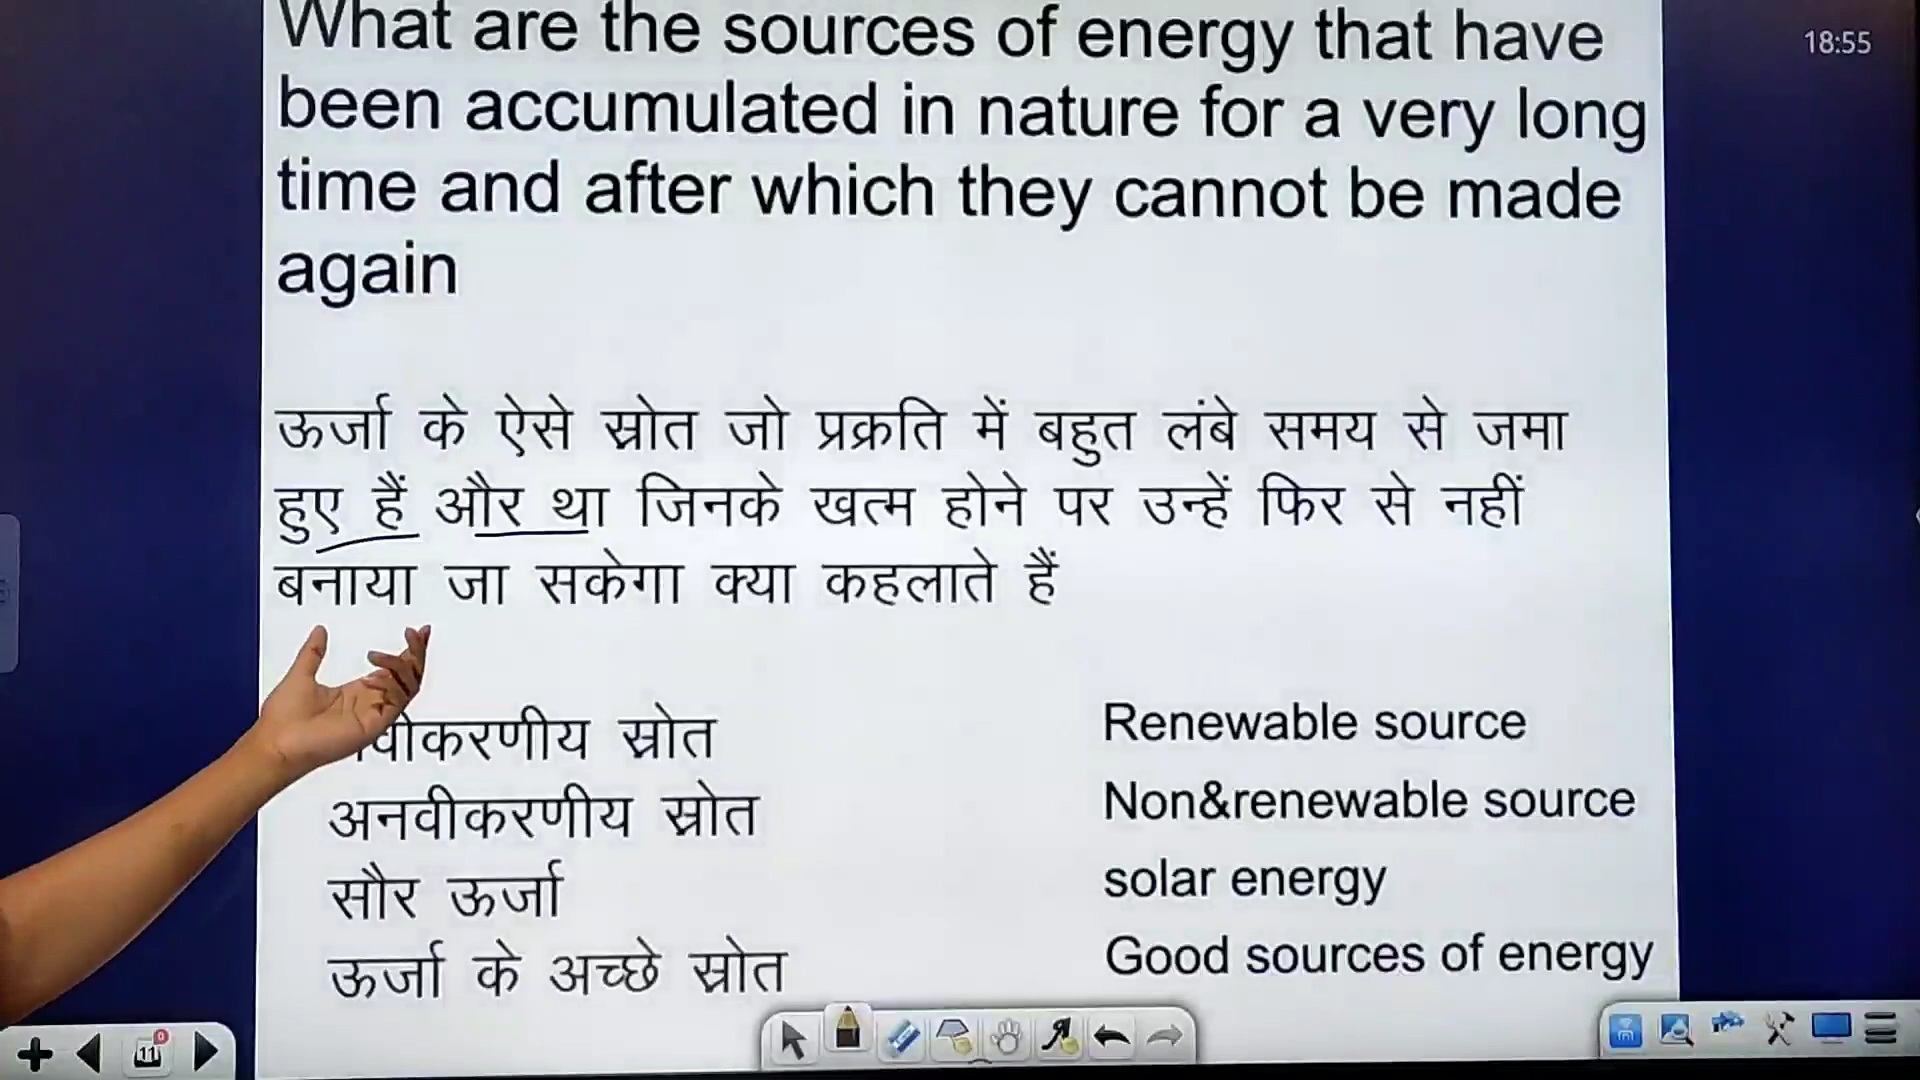 What are the sources of energy that have
18:55
been accumulated in nature for a very long
time and after which they cannot be made
again
ऊर्जा के ऐसे स्रोत जो प्रक्रति में बहुत लंबे समय से जमा
हुए हैं और था जिनके खत्म होने पर उन्हें फिर से नहीं
बनाया जा सकेगा क्या कहलाते हैं
स्रोत
Renewable source
अनवीकरणीय स्रोत
Non&renewable source
सौर ऊर्जा
solar energy
ऊर्जा के अच्छे स्रोत
Good sources of energy
11
0